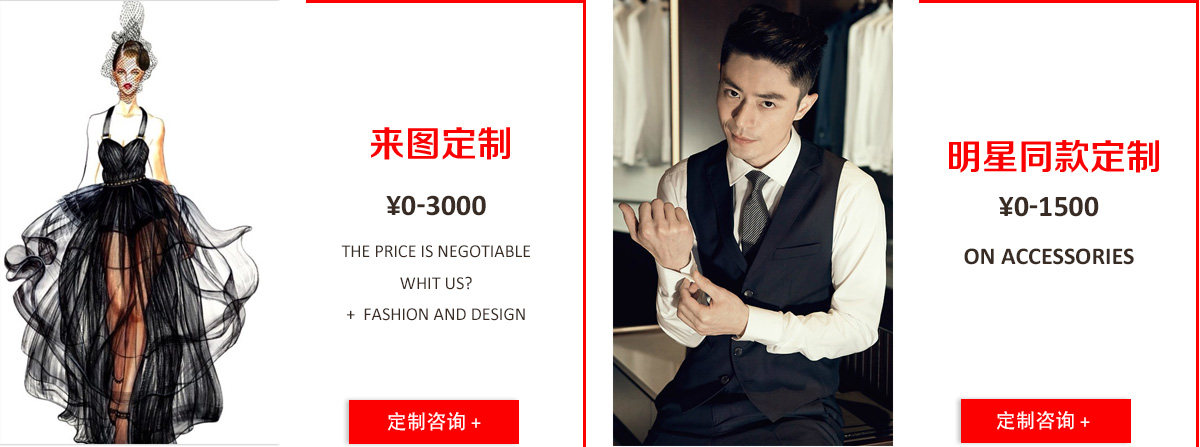 来图定制
¥0-3000
THE PRICE IS NEGOTIABLE
WHIT US?
+ FASHION AND DESIGN
定制咨询 +
明星同款定制
¥0-1500
ON ACCESSORIES
定制咨询 +